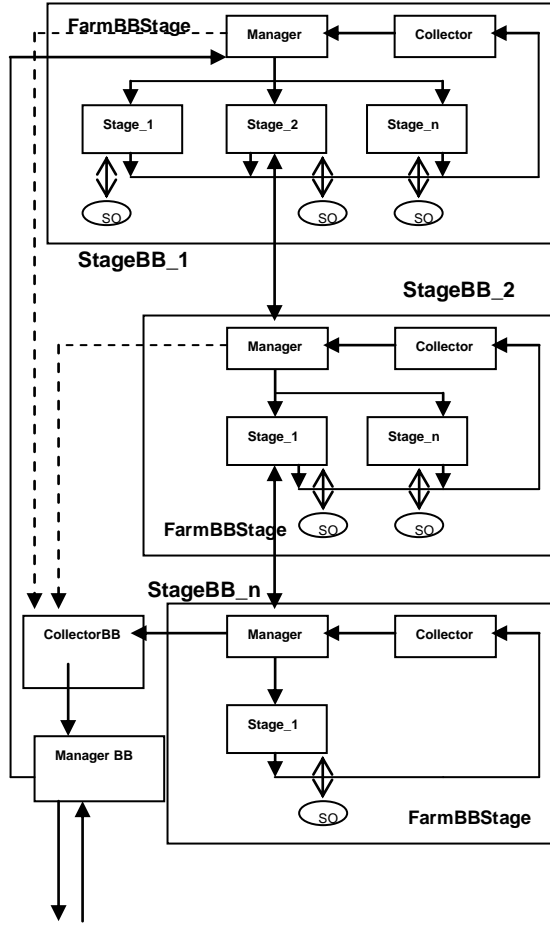 FarmBBStage
Manager
Collector
Stage_1
Stage_2
Stage_n
SO
SO
SO
StageBB_1
StageBB_2
Manager
Collector
Stage_1
Stage_n
SO
SO
FarmBBStage
StageBB_n
CollectorBB
Manager
Collector
Stage_1
Manager BB
SO
FarmBBStage